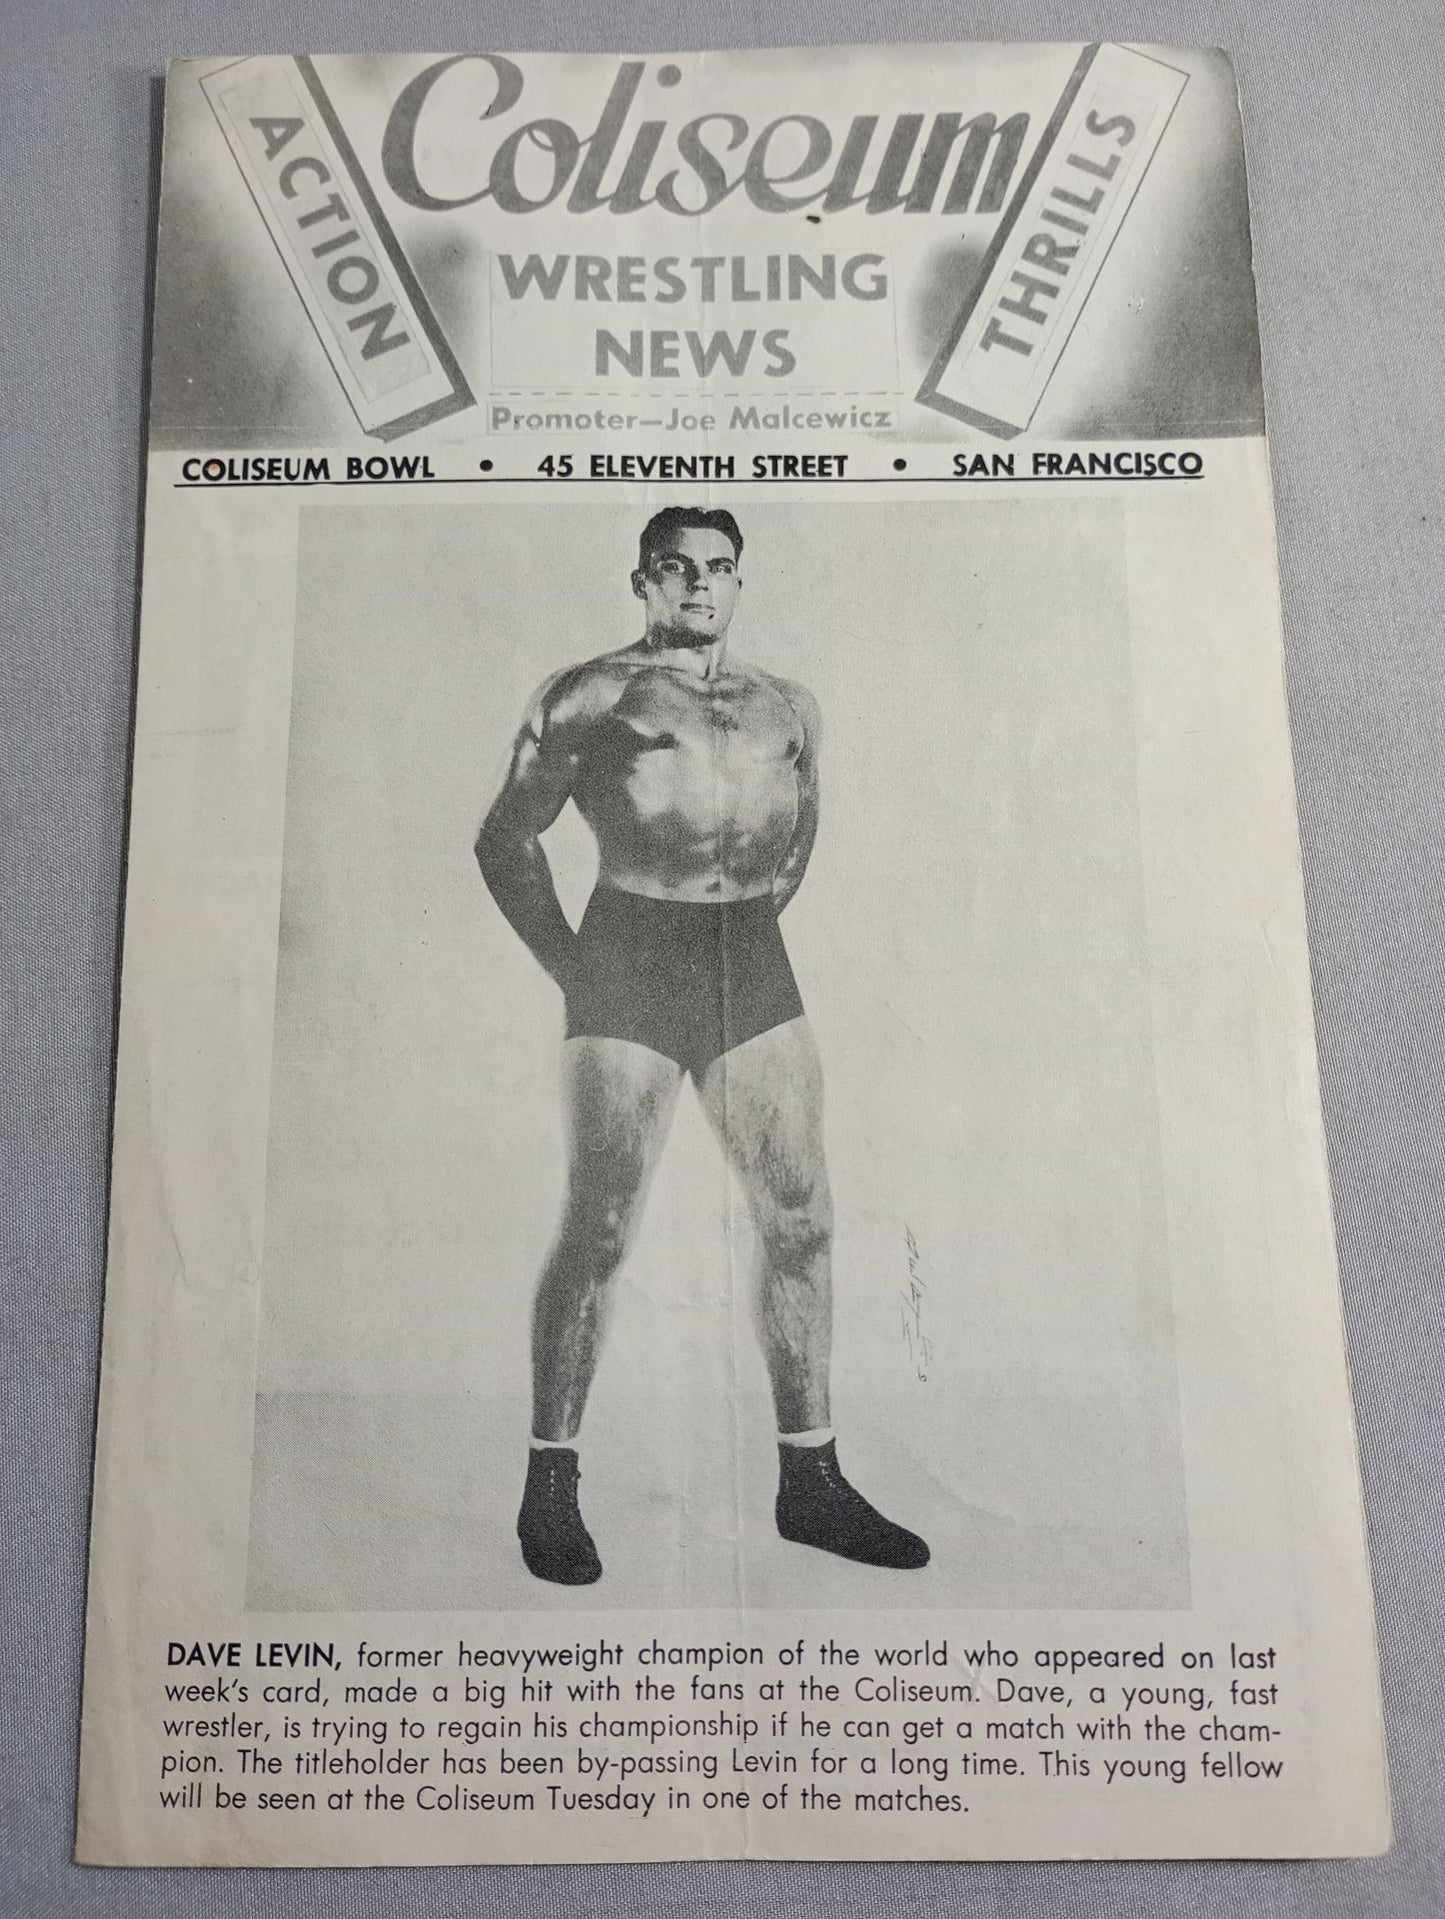 ACTION
Coliseum
THRILLS
WRESTLING
NEWS
Promoter—Joe Malcewicz
COLISEUM BOWL • 45 ELEVENTH STREET • SAN FRANCISCO
DAVE LEVIN, former heavyweight champion of the world who appeared on last
week's card, made a big hit with the fans at the Coliseum. Dave, a young, fast
wrestler, is trying to regain his championship if he can get a match with the cham-
pion. The titleholder has been by-passing Levin for a long time. This young fellow
will be seen at the Coliseum Tuesday in one of the matches.